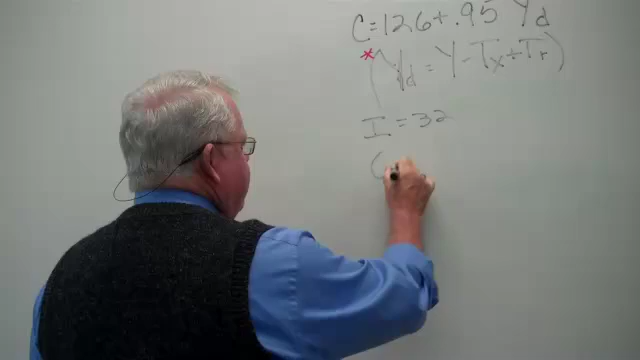 C = 126 + .95 Yd
* (Yd = Y - Tx + Tr)
I = 32